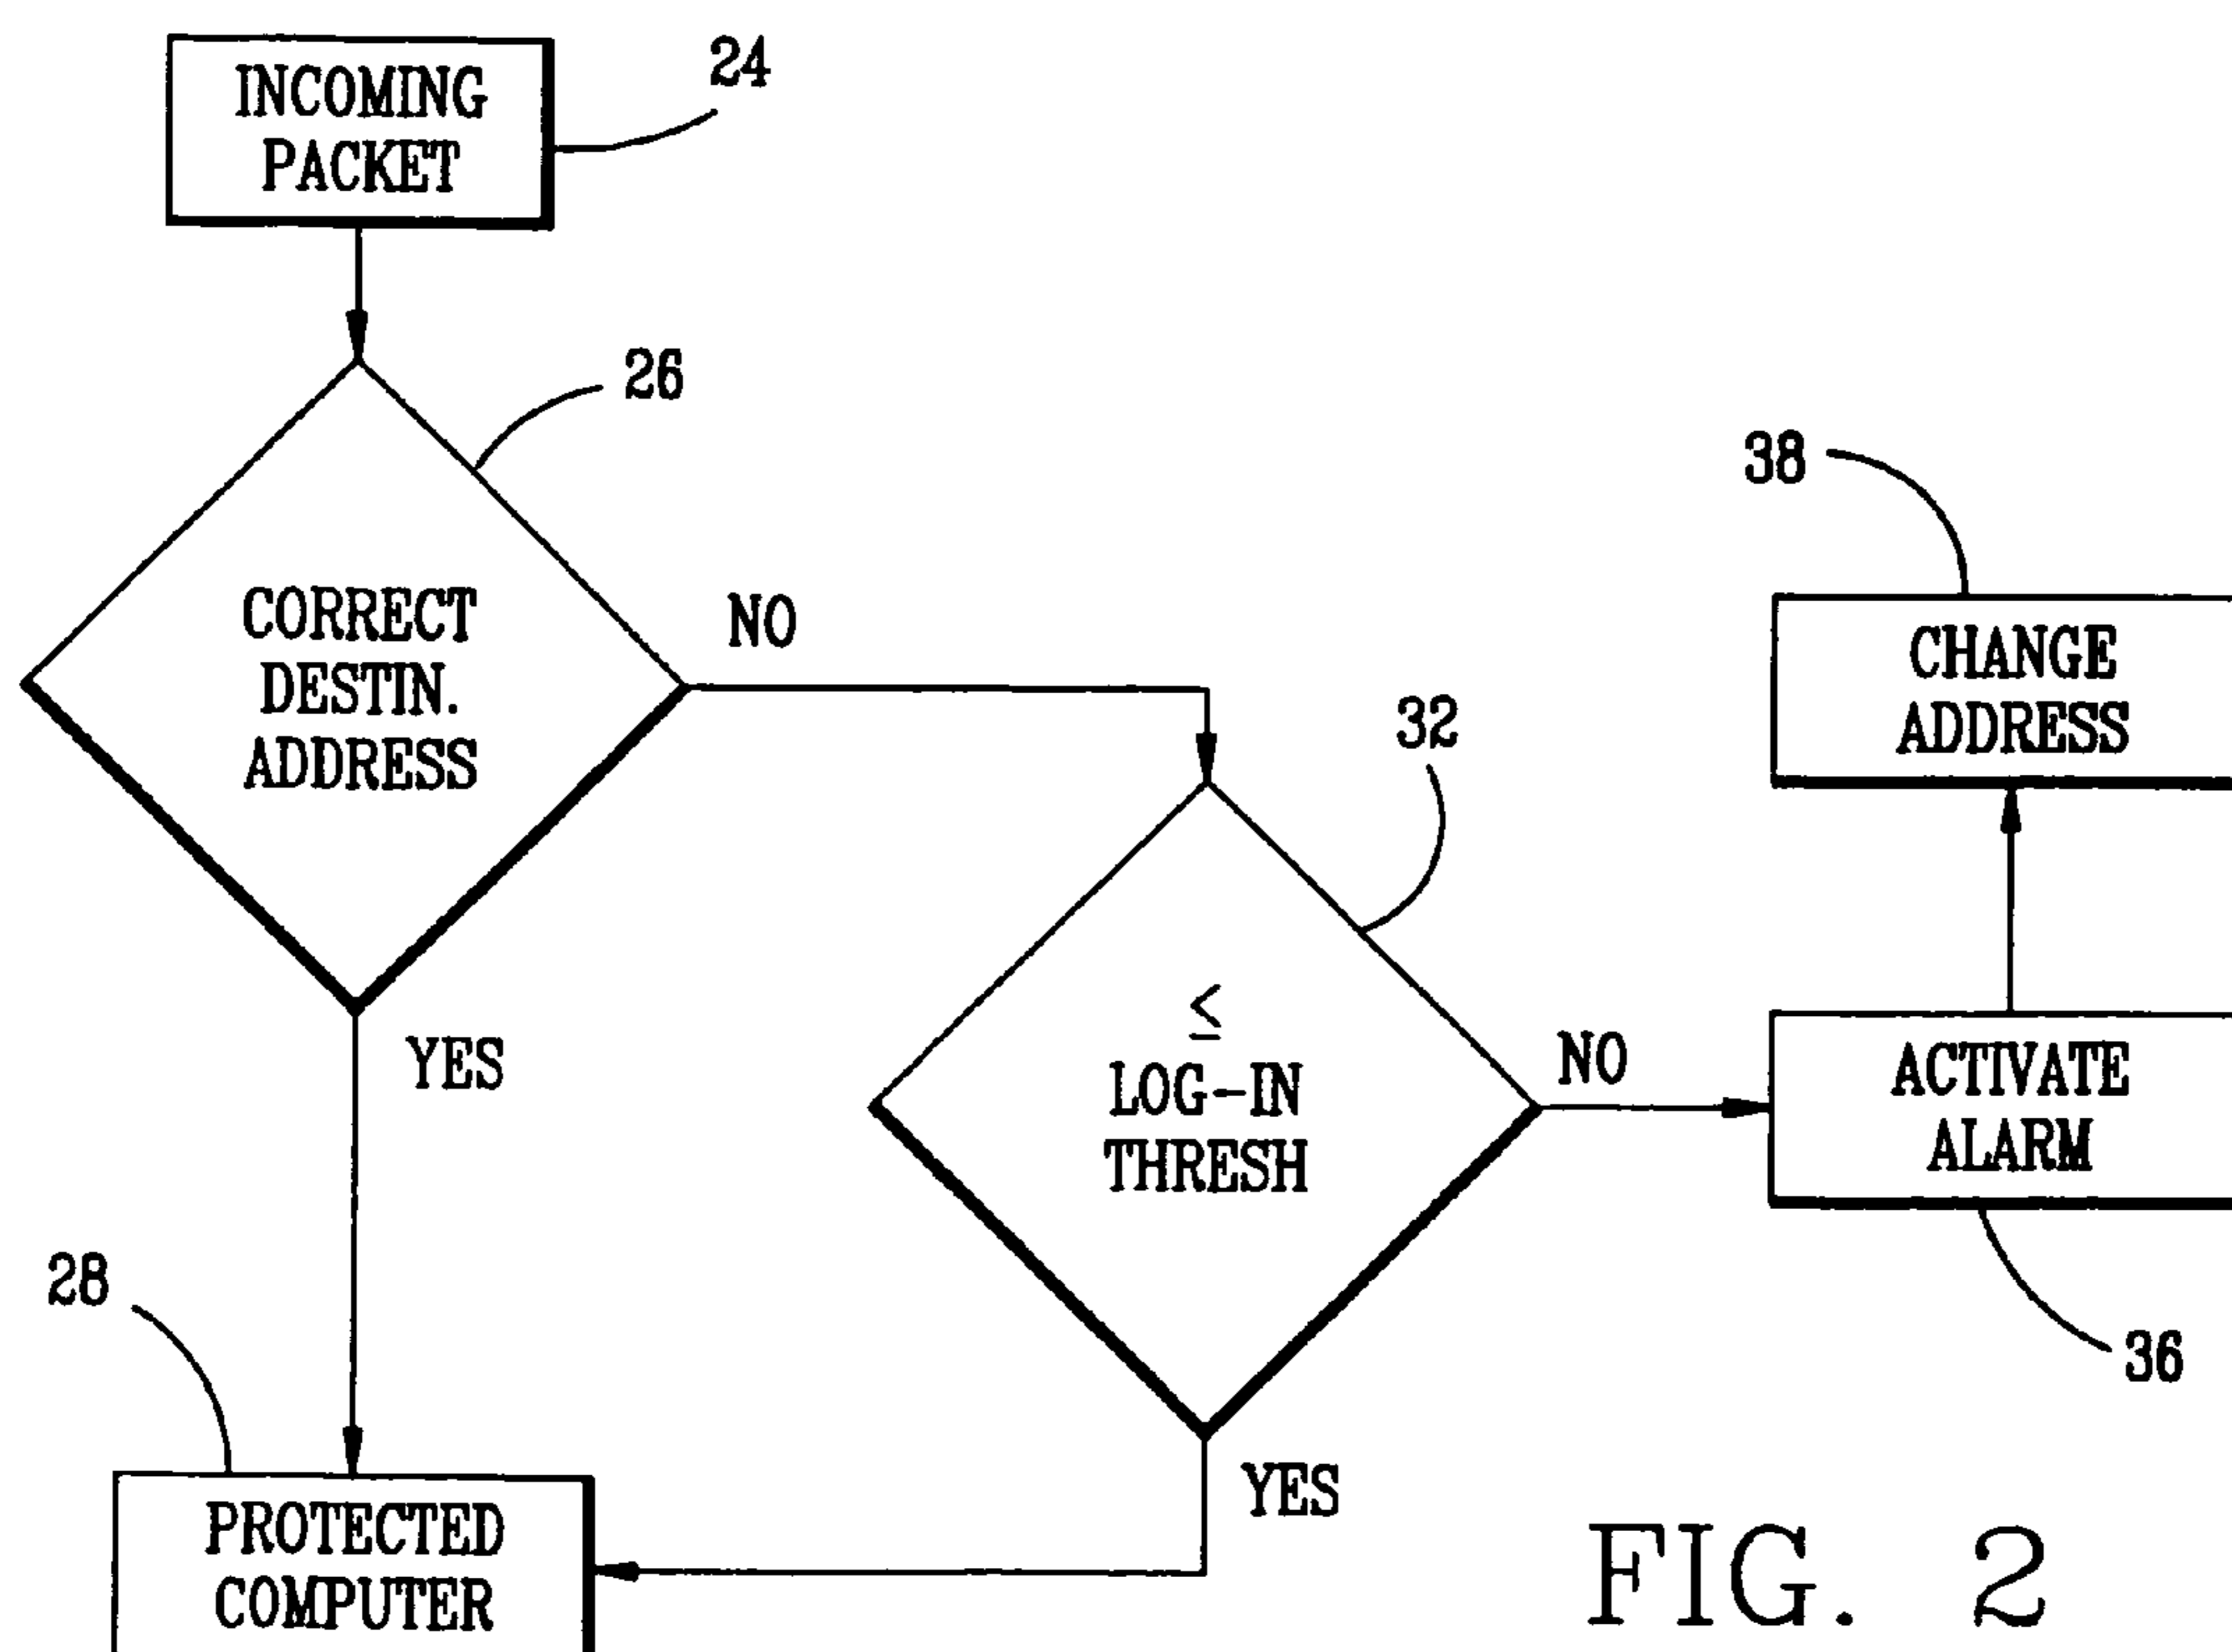 INCOMING
PACKET
24
26
CORRECT
DESTIN.
ADDRESS
NO
YES
32
≤
LOG-IN
THRESH
NO
YES
38
CHANGE
ADDRESS
ACTIVATE
ALARM
36
28
PROTECTED
COMPUTER
FIG. 2